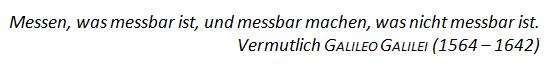 Messen, was messbar ist, und messbar machen, was nicht messbar ist.
Vermutlich GALILEO GALILEI (1564 – 1642)